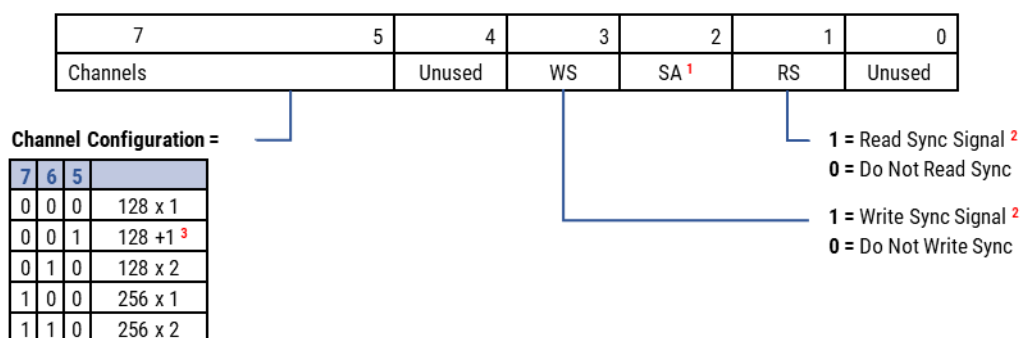 7 5 4 3 2 1 0
Channels Unused WS SA 1 RS Unused
Channel Configuration =
7 6 5
0 0 0 128 x 1
0 0 1 128 +1 3
0 1 0 128 x 2
1 0 0 256 x 1
1 1 0 256 x 2
1 = Read Sync Signal 2
0 = Do Not Read Sync
1 = Write Sync Signal 2
0 = Do Not Write Sync